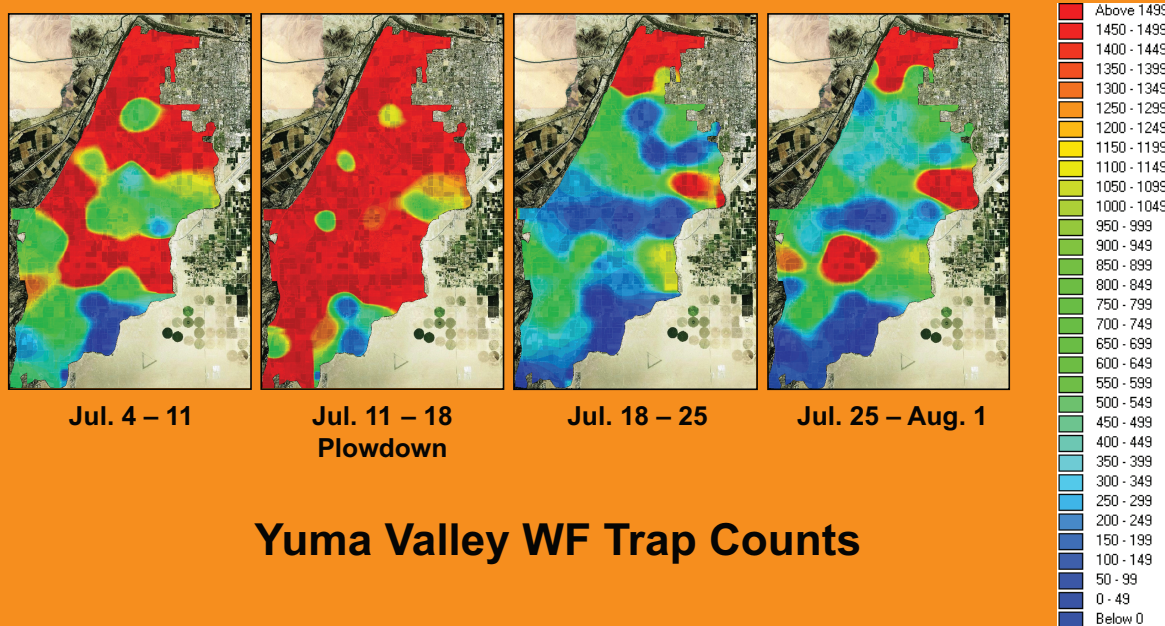 Jul. 4 – 11
Jul. 11 – 18
Plowdown
Jul. 18 – 25
Jul. 25 – Aug. 1
Yuma Valley WF Trap Counts
Above 1499
1450 - 1499
1400 - 1449
1350 - 1399
1300 - 1349
1250 - 1299
1200 - 1249
1150 - 1199
1100 - 1149
1050 - 1099
1000 - 1049
950 - 999
900 - 949
850 - 899
800 - 849
750 - 799
700 - 749
650 - 699
600 - 649
550 - 599
500 - 549
450 - 499
400 - 449
350 - 399
300 - 349
250 - 299
200 - 249
150 - 199
100 - 149
50 - 99
0 - 49
Below 0